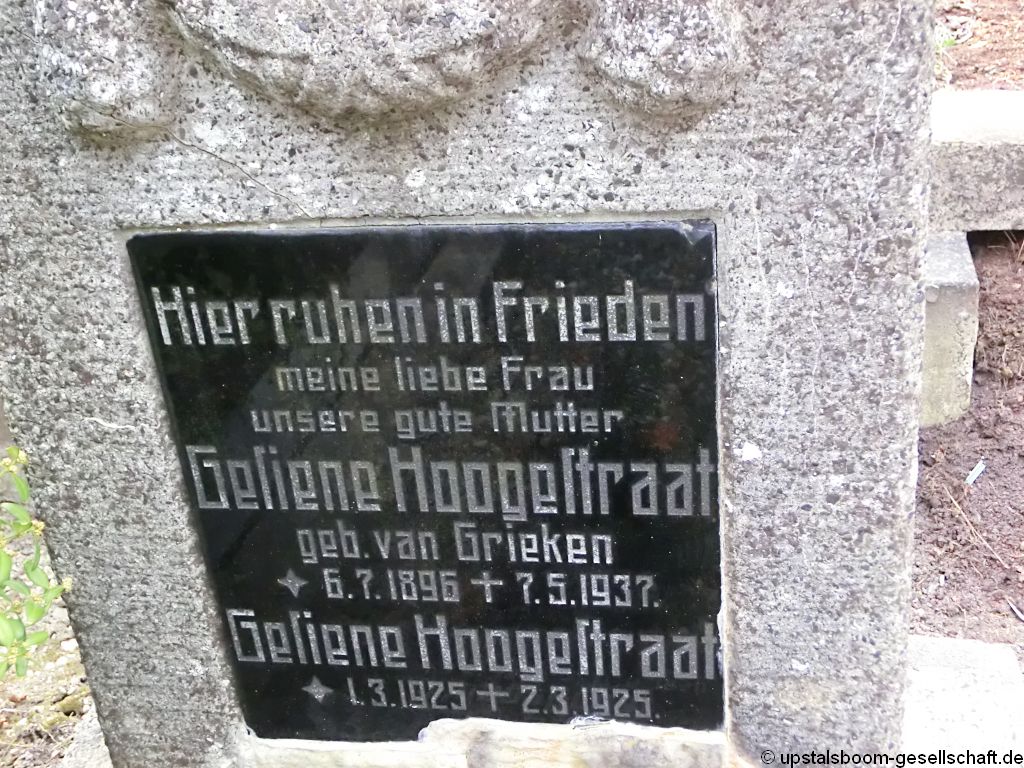 Hier ruhen in Frieden
meine liebe Frau
unsere gute Mutter
Geſiene Hoogeſtraat
geb. van Grieken
6.7.1896 + 7.5.1937.
Geſiene Hoogeſtraat
1.3.1925 + 2.3.1925.
© upstalsboom-gesellschaft.de